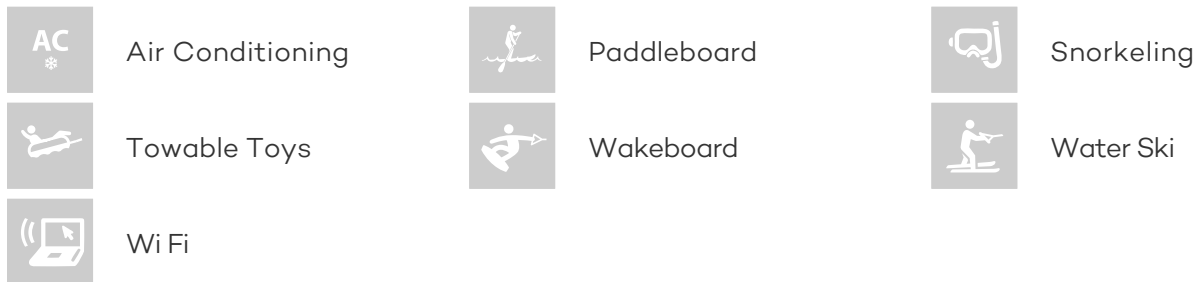 AC
Air Conditioning
Paddleboard
Snorkeling
Towable Toys
Wakeboard
Water Ski
Wi Fi